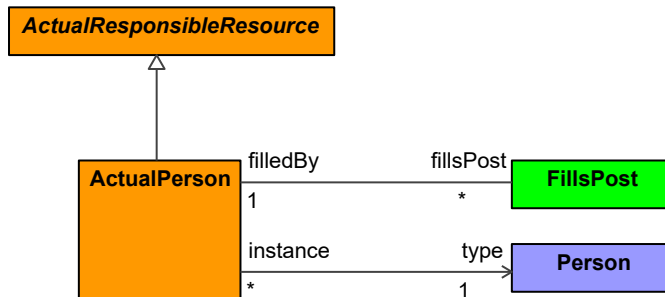 ActualResponsibleResource
filledBy fillsPost
ActualPerson FillsPost
1 *
instance type
Person
* 1